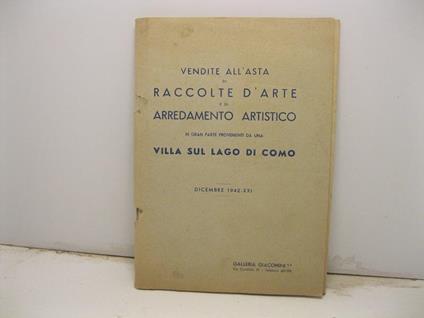 VENDITE ALL'ASTA
DI
RACCOLTE D'ARTE
E DI
ARREDAMENTO ARTISTICO
IN GRAN PARTE PROVENIENTI DA UNA
VILLA SUL LAGO DI COMO
DICEMBRE 1942-XXI
GALLERIA GIACOMINI